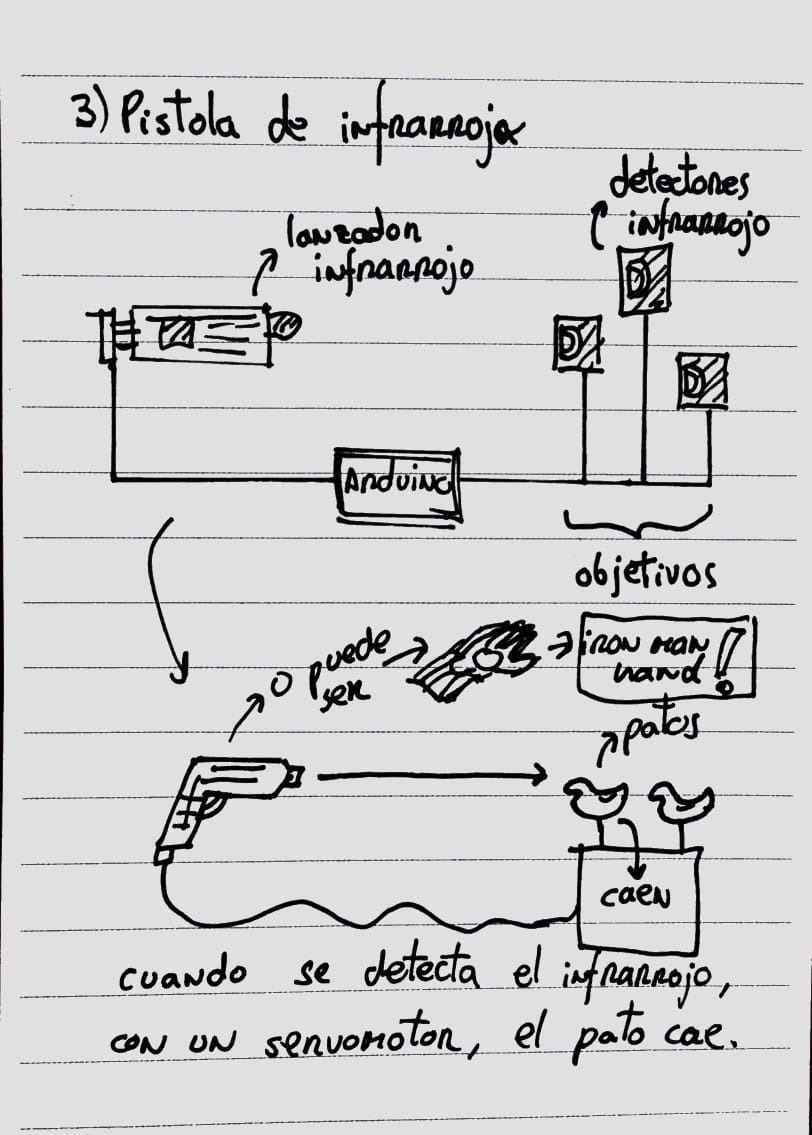 3) Pistola de infrarroja
detectores
infrarrojo
lanzador
infrarrojo
Arduino
objetivos
o puede
ser
iron man
hand!
patos
caen
cuando se detecta el infrarrojo,
con un servomotor, el pato cae.